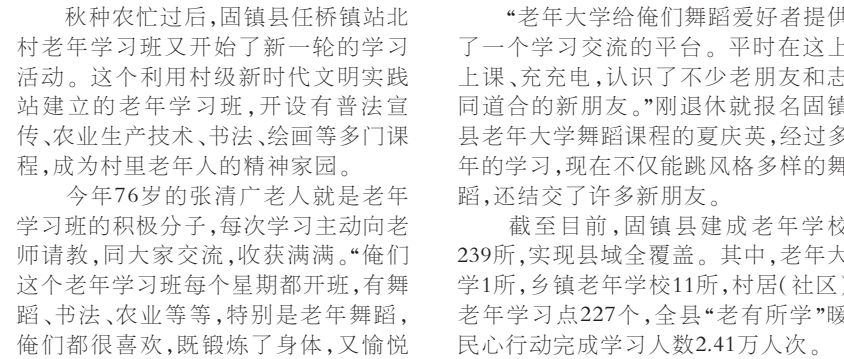 秋种农忙过后,固镇县任桥镇站北
村老年学习班又开始了新一轮的学习
活动。这个利用村级新时代文明实践
站建立的老年学习班,开设有普法宣
传、农业生产技术、书法、绘画等多门课
程,成为村里老年人的精神家园。
今年76岁的张清广老人就是老年
学习班的积极分子,每次学习主动向老
师请教,同大家交流,收获满满。“俺们
这个老年学习班每个星期都开班,有舞
蹈、书法、农业等等,特别是老年舞蹈,
俺们都很喜欢,既锻炼了身体,又愉悦
“老年大学给俺们舞蹈爱好者提供
了一个学习交流的平台。平时在这上
上课、充充电,认识了不少老朋友和志
同道合的新朋友。”刚退休就报名固镇
县老年大学舞蹈课程的夏庆英,经过多
年的学习,现在不仅能跳风格多样的舞
蹈,还结交了许多新朋友。
截至目前,固镇县建成老年学校
239所,实现县域全覆盖。其中,老年大
学1所,乡镇老年学校11所,村居(社区)
老年学习点227个,全县“老有所学”暖
民心行动完成学习人数2.41万人次。